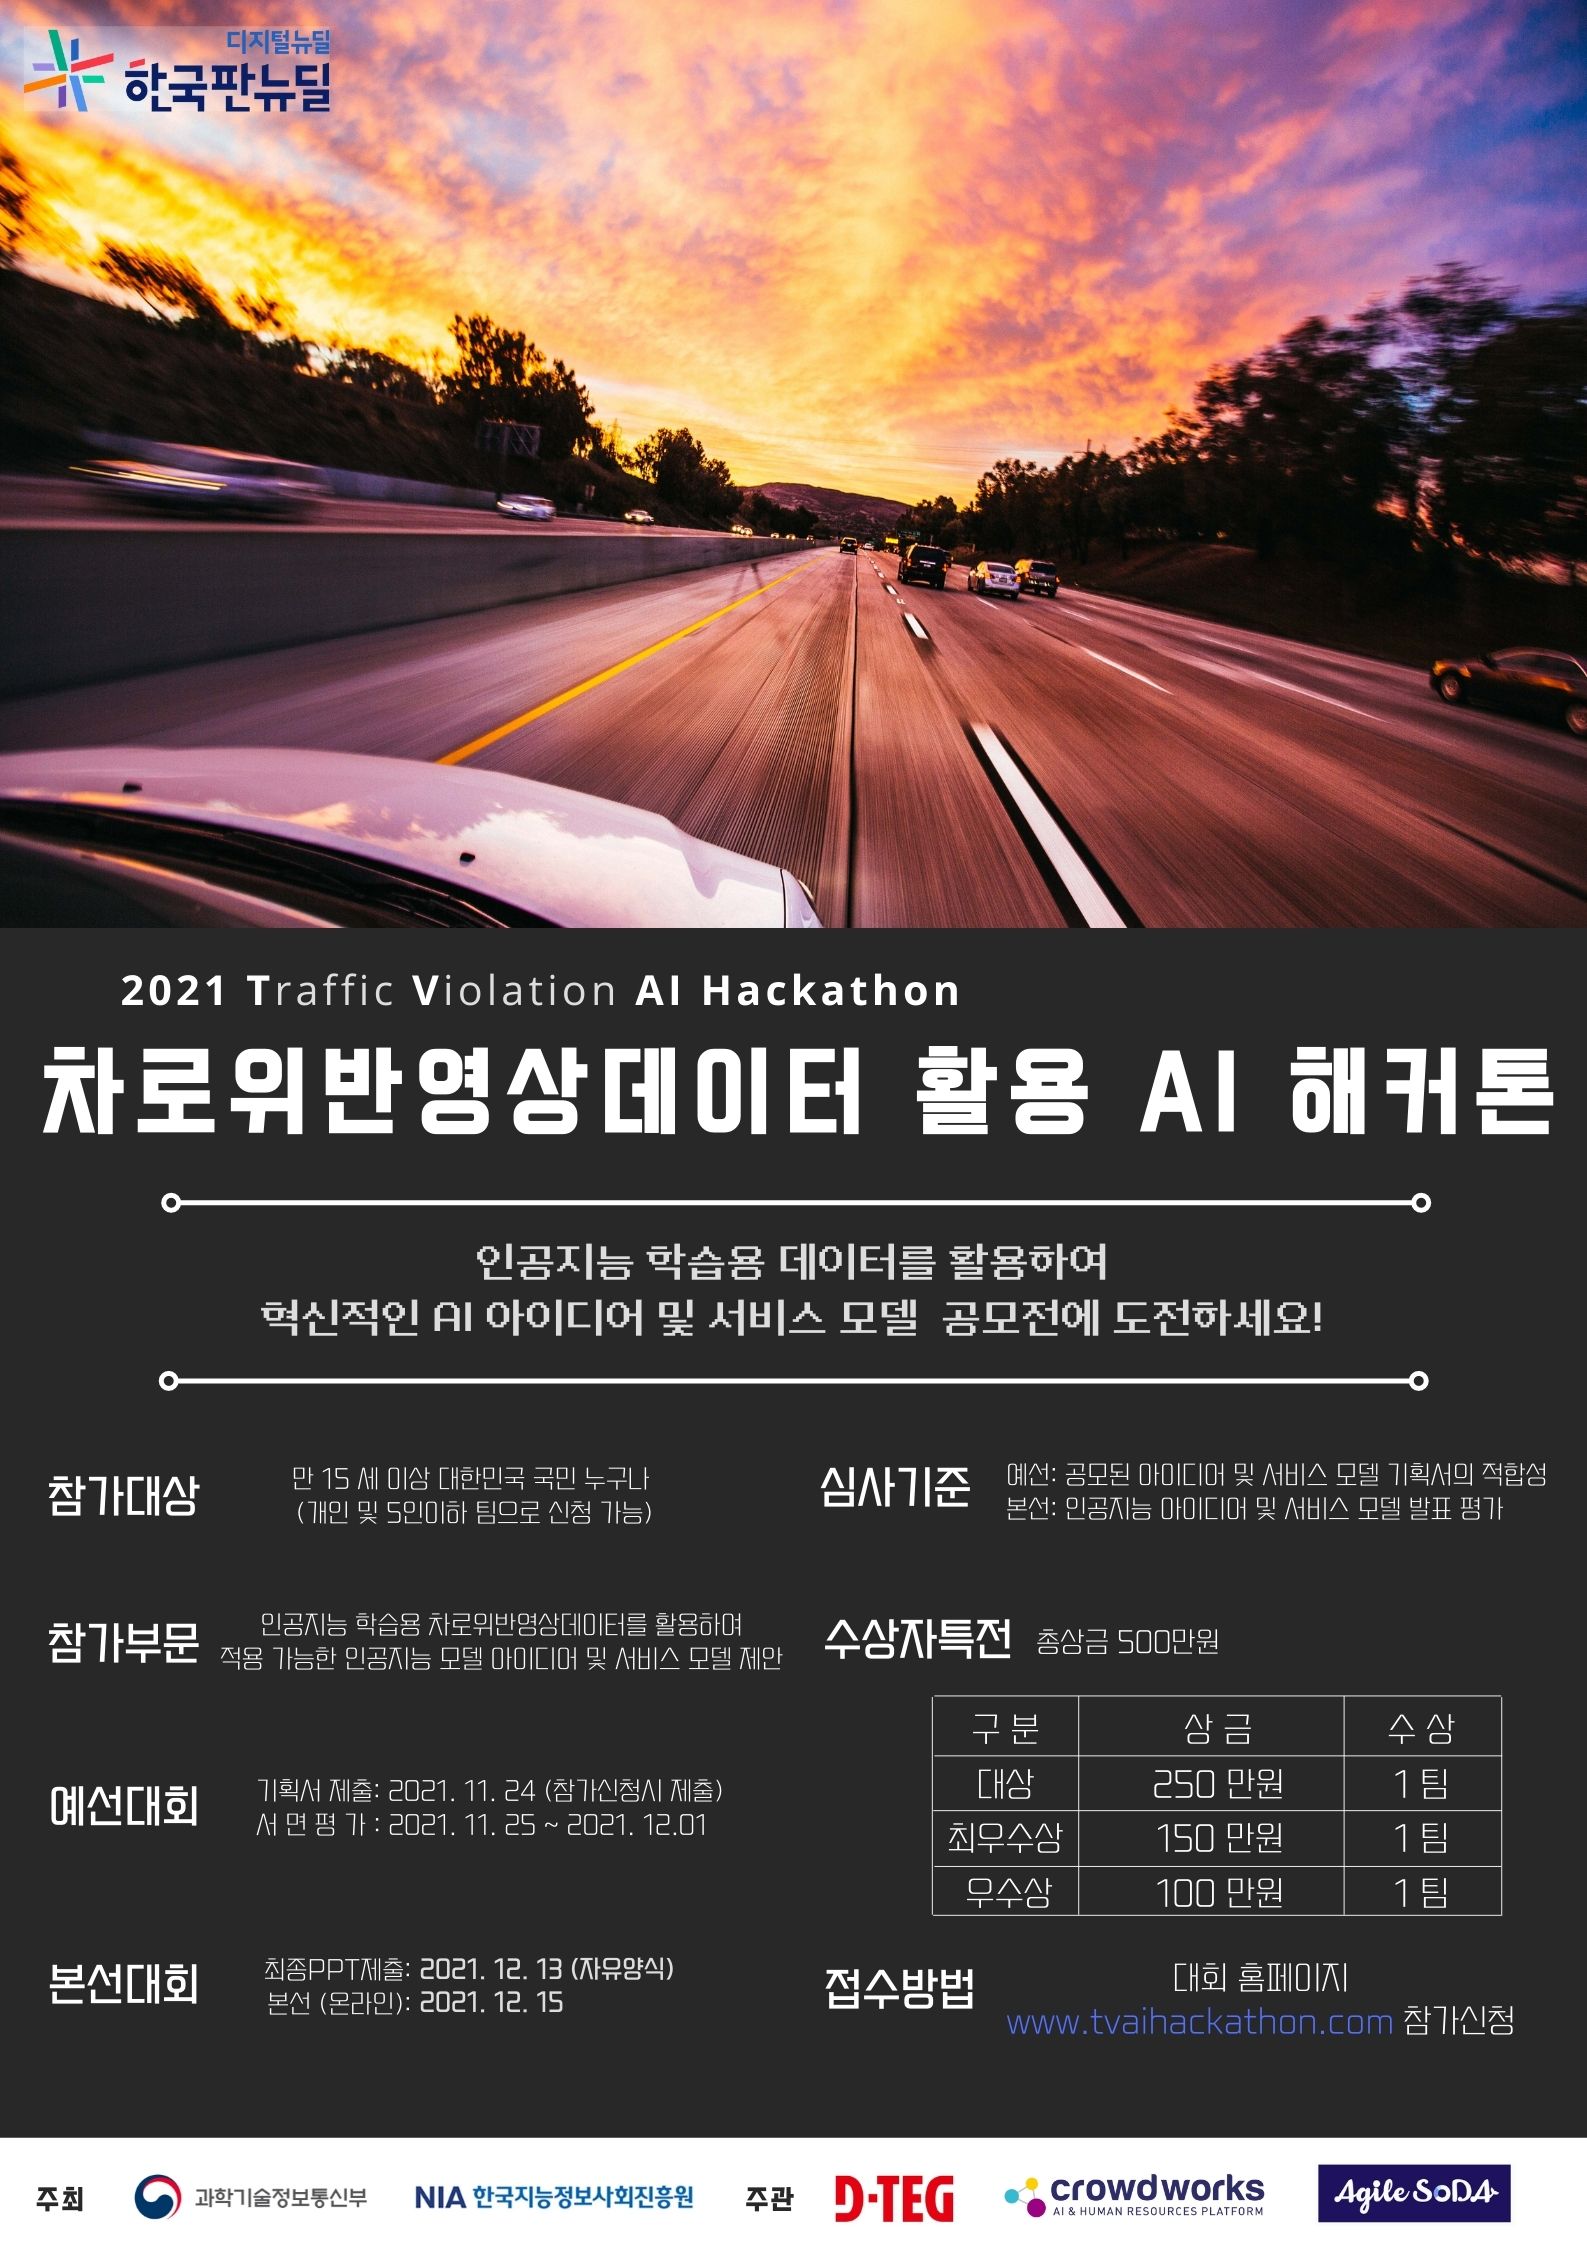 디지털뉴딜
한국판뉴딜
2021 Traffic Violation AI Hackathon
차로위반영상데이터 활용 AI 해커톤
인공지능 학습용 데이터를 활용하여
혁신적인 AI 아이디어 및 서비스 모델 공모전에 도전하세요!
참가대상
만 15 세 이상 대한민국 국민 누구나
(개인 및 5인이하 팀으로 신청 가능)
참가부문
인공지능 학습용 차로위반영상데이터를 활용하여
적용 가능한 인공지능 모델 아이디어 및 서비스 모델 제안
예선대회
기획서 제출: 2021. 11. 24 (참가신청시 제출)
서 면 평 가 : 2021. 11. 25 ~ 2021. 12.01
본선대회
최종PPT제출: 2021. 12. 13 (자유양식)
본선 (온라인): 2021. 12. 15
심사기준
예선: 공모된 아이디어 및 서비스 모델 기획서의 적합성
본선: 인공지능 아이디어 및 서비스 모델 발표 평가
수상자특전 총상금 500만원
구 분 상 금 수 상
대상 250 만원 1 팀
최우수상 150 만원 1 팀
우수상 100 만원 1 팀
접수방법
대회 홈페이지
www.tvaihackathon.com 참가신청
주최 과학기술정보통신부 NIA 한국지능정보사회진흥원 주관 D·TEG crowdworks Agile SoDA
AI & HUMAN RESOURCES PLATFORM